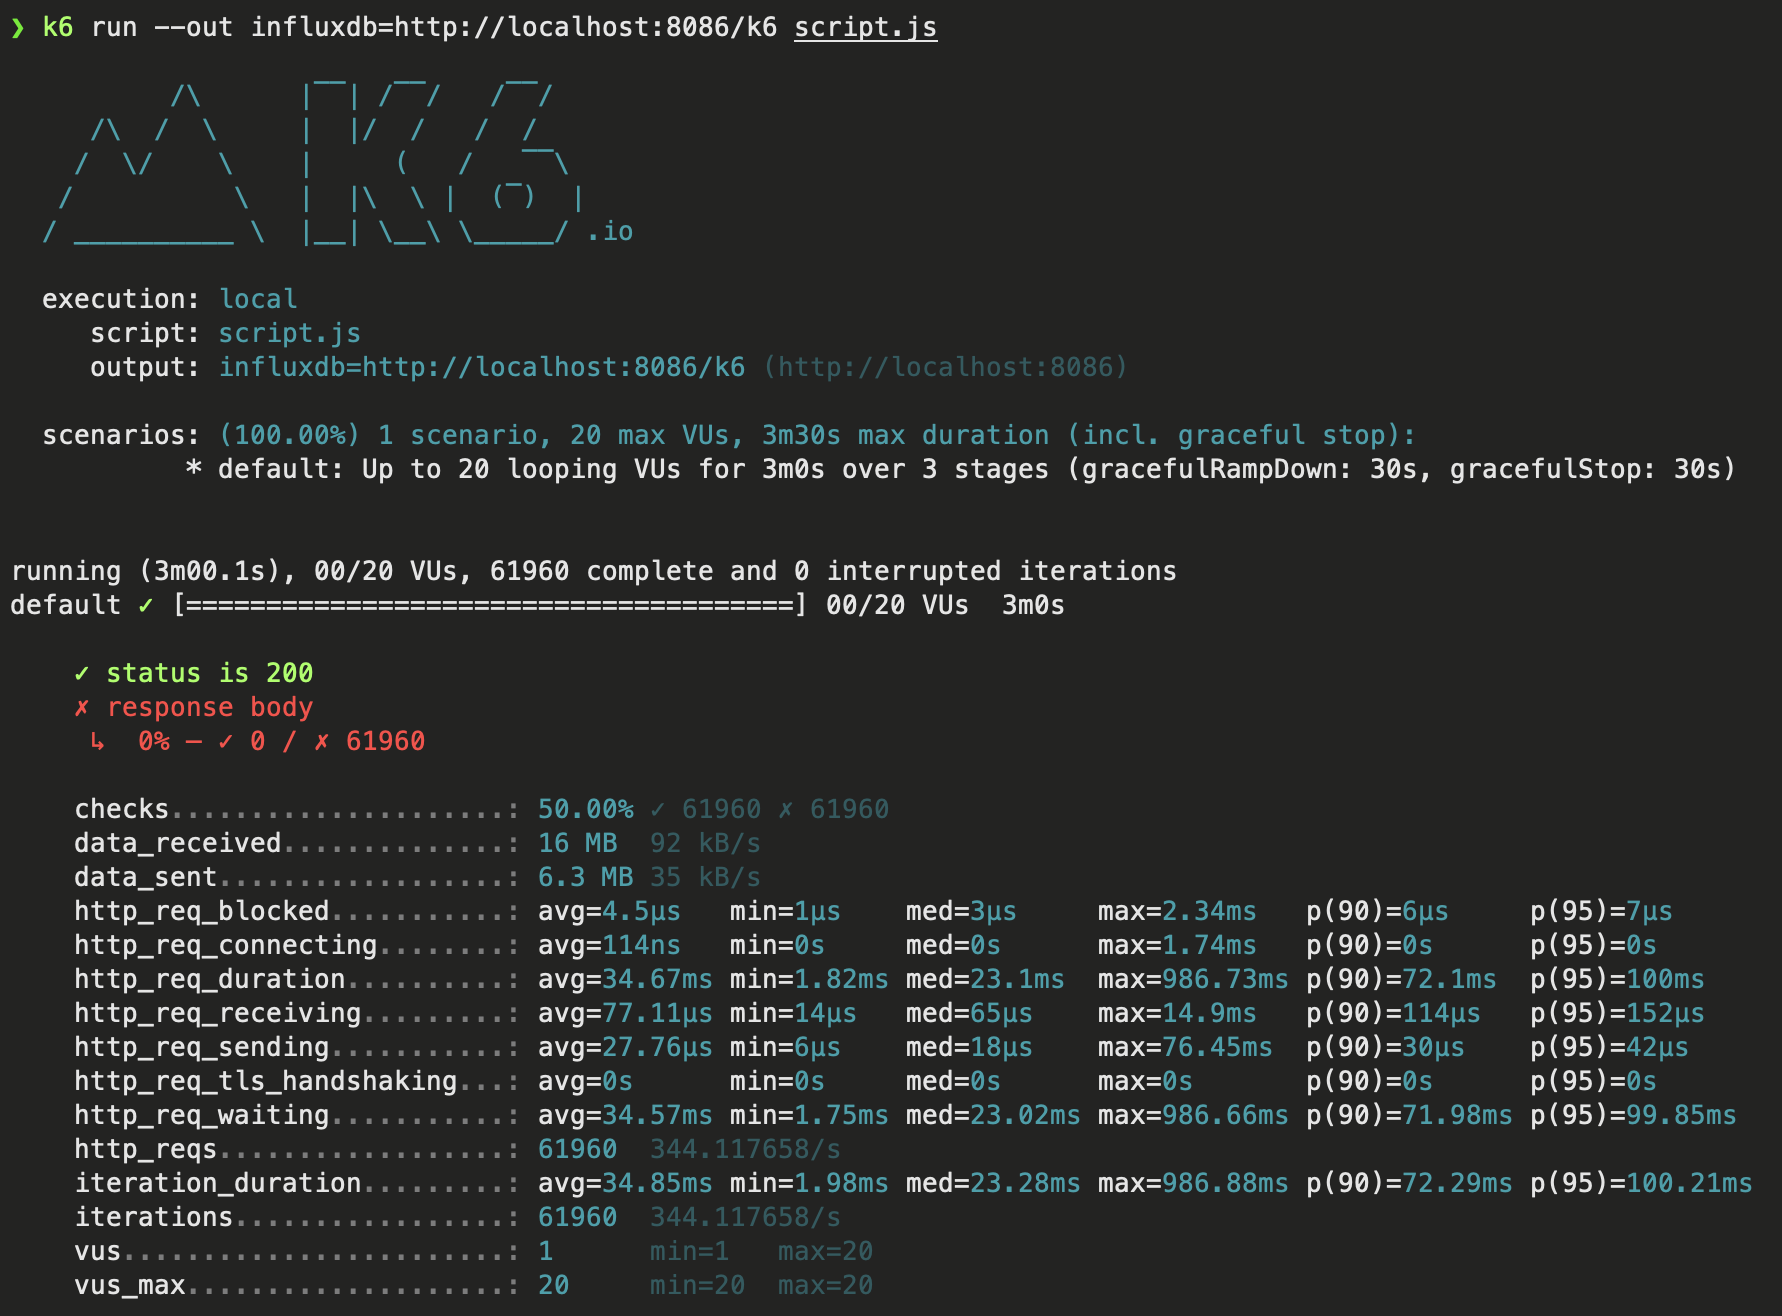 ❯ k6 run --out influxdb=http://localhost:8086/k6 script.js
.io
execution: local
script: script.js
output: influxdb=http://localhost:8086/k6 (http://localhost:8086)
scenarios: (100.00%) 1 scenario, 20 max VUs, 3m30s max duration (incl. graceful stop):
* default: Up to 20 looping VUs for 3m0s over 3 stages (gracefulRampDown: 30s, gracefulStop: 30s)
running (3m00.1s), 00/20 VUs, 61960 complete and 0 interrupted iterations
default ✓ [======================================] 00/20 VUs  3m0s
✓ status is 200
✗ response body
↳  0% — ✓ 0 / ✗ 61960
checks.....................: 50.00% ✓ 61960 ✗ 61960
data_received..............: 16 MB  92 kB/s
data_sent..................: 6.3 MB 35 kB/s
http_req_blocked...........: avg=4.5µs   min=1µs    med=3µs     max=2.34ms   p(90)=6µs     p(95)=7µs
http_req_connecting........: avg=114ns   min=0s     med=0s      max=1.74ms   p(90)=0s      p(95)=0s
http_req_duration..........: avg=34.67ms min=1.82ms med=23.1ms  max=986.73ms p(90)=72.1ms  p(95)=100ms
http_req_receiving.........: avg=77.11µs min=14µs   med=65µs    max=14.9ms   p(90)=114µs   p(95)=152µs
http_req_sending...........: avg=27.76µs min=6µs    med=18µs    max=76.45ms  p(90)=30µs    p(95)=42µs
http_req_tls_handshaking...: avg=0s      min=0s     med=0s      max=0s       p(90)=0s      p(95)=0s
http_req_waiting...........: avg=34.57ms min=1.75ms med=23.02ms max=986.66ms p(90)=71.98ms p(95)=99.85ms
http_reqs..................: 61960  344.117658/s
iteration_duration.........: avg=34.85ms min=1.98ms med=23.28ms max=986.88ms p(90)=72.29ms p(95)=100.21ms
iterations.................: 61960  344.117658/s
vus........................: 1      min=1   max=20
vus_max....................: 20     min=20  max=20